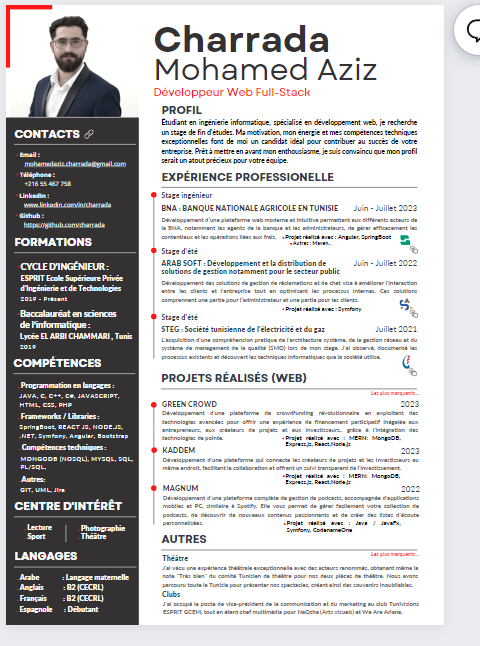 Charrada
Mohamed Aziz
Développeur Web Full-Stack
CONTACTS
Email :
mohamedaziz.charrada@gmail.com
Téléphone :
+216 55 467 758
LinkedIn :
www.linkedin.com/in/charrada
Github :
https://github.com/charrada
FORMATIONS
CYCLE D'INGÉNIEUR :
ESPRIT Ecole Supérieure Privée
d'Ingénierie et de Technologies
2019 - Présent
Baccalauréat en sciences
de l'informatique :
Lycée EL ARBI CHAMMARI , Tunis
2019
COMPÉTENCES
Programmation en langages :
JAVA, C, C++, C#, JAVASCRIPT,
HTML, CSS, PHP
Frameworks / Libraries :
SpringBoot, REACT JS, NODE.JS,
.NET, Symfony, Angular, Bootstrap
Compétences techniques :
MONGODB (NOSQL), MYSQL, SQL,
PL/SQL,
Autres:
GIT, UML, Jira
CENTRE D'INTÉRÊT
Lecture
Photographie
Sport
Théâtre
LANGAGES
Arabe : Langage maternelle
Anglais : B2 (CECRL)
Français : B2 (CECRL)
Espagnole : Débutant
PROFIL
Étudiant en ingénierie informatique, spécialisé en développement web, je recherche
un stage de fin d'études. Ma motivation, mon énergie et mes compétences techniques
exceptionnelles font de moi un candidat idéal pour contribuer au succès de votre
entreprise. Prêt à mettre en avant mon enthousiasme, je suis convaincu que mon profil
serait un atout précieux pour votre équipe.
EXPÉRIENCE PROFESSIONELLE
Stage ingénieur
BNA : BANQUE NATIONALE AGRICOLE EN TUNISIE Juin - Juillet 2023
Développement d'une plateforme web moderne et intuitive permettant aux différents acteurs de
la BNA, notamment les agents de la banque et les administrateurs, de gérer efficacement les
contentieux et les opérations liées aux frais.
Projet réalisé avec : Angular, SpringBoot
Autres : Maven..
Stage d'été
ARAB SOFT : Développement et la distribution de Juin - Juillet 2022
solutions de gestion notamment pour le secteur public
Développement des solutions de gestion de réclamations et de chat vise à améliorer l'interaction
entre les clients et l'entreprise tout en optimisant les processus internes. Ces solutions
comprennent une partie pour l'administrateur et une partie pour les clients.
Projet réalisé avec : Symfony
Stage d'été
STEG : Société tunisienne de l'électricité et du gaz Juillet 2021
L'acquisition d'une compréhension pratique de l'architecture système, de la gestion réseau et du
système de management de la qualité (SMQ) lors de mon stage. J'ai observé, documenté les
processus existants et découvert les techniques informatiques que la société utilise.
PROJETS RÉALISÉS (WEB)
Les plus marquants...
GREEN CROWD 2023
Développement d'une plateforme de crowdfunding révolutionnaire en exploitant des
technologies avancées pour offrir une expérience de financement participatif inégalée aux
entrepreneurs, aux créateurs de projets et aux investisseurs. grâce à l'intégration des
technologies de pointe.
Projet réalisé avec : MERN: MongoDB,
Express.js, React,Node.js
KADDEM 2023
Développement d'une plateforme qui connecte les créateurs de projets et les investisseurs au
même endroit, facilitant la collaboration et offrant un suivi transparent de l'investissement.
Projet réalisé avec : MERN: MongoDB,
Express.js, React,Node.js
MAGNUM 2022
Développement d'une plateforme complète de gestion de podcasts, accompagnée d'applications
mobiles et PC, similaire à Spotify. Elle vous permet de gérer facilement votre collection de
podcasts, de découvrir de nouveaux contenus passionnants et de créer des listes d'écoute
personnalisées.
Projet réalisé avec : Java / JavaFx,
Symfony, CodenameOne
AUTRES
Les plus marquants...
Théâtre
J'ai vécu une expérience théâtrale exceptionnelle avec des acteurs renommés, obtenant même la
note "Très bien" du comité Tunisien de théâtre pour nos deux pièces de théâtre. Nous avons
parcouru toute la Tunisie pour présenter nos spectacles, créant ainsi des souvenirs inoubliables.
Clubs
J'ai occupé le poste de vice-président de la communication et du marketing au club Tunivisions
ESPRIT GCEM, tout en étant chef multimédia pour NaQcha (Arts visuels) et We Are Ariana.